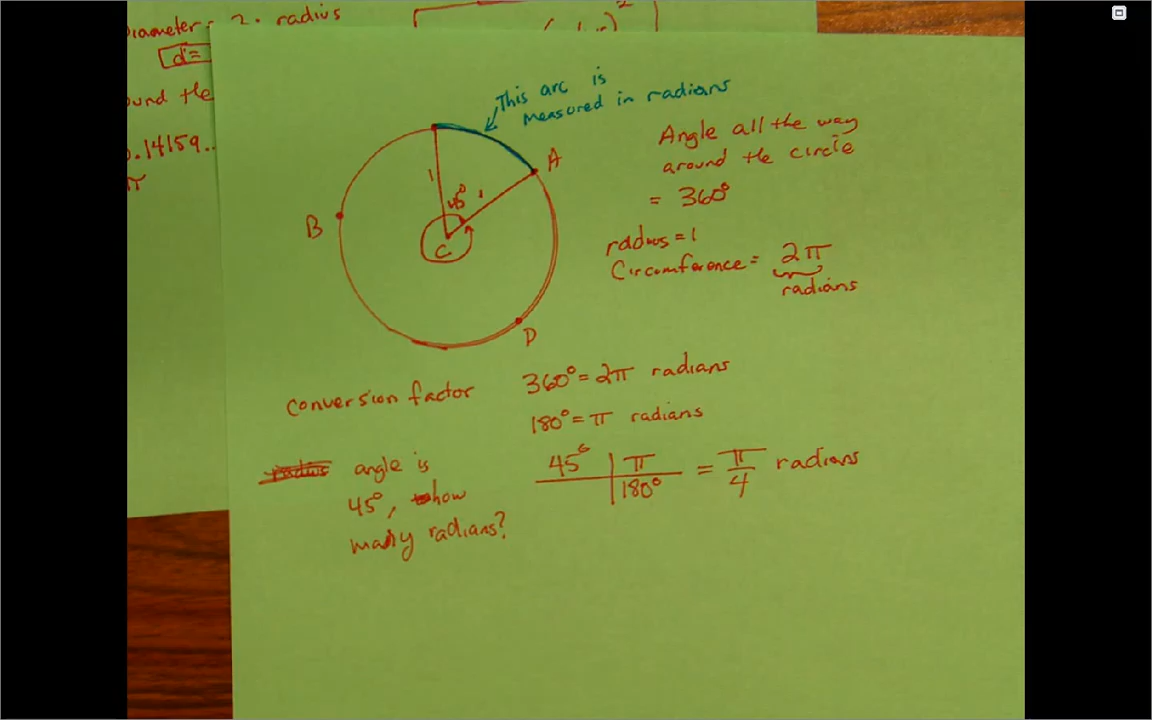 Diameter = 2 · radius
d =
ound the
.14159..
π
This arc is
measured in radians
A
B
C
D
1
45°
1
Angle all the way
around the circle
= 360°
radius = 1
Circumference = 2π
radians
conversion factor
360° = 2π radians
180° = π radians
radius angle is
45°, how
many radians?
45° | π
180° = π
4 radians